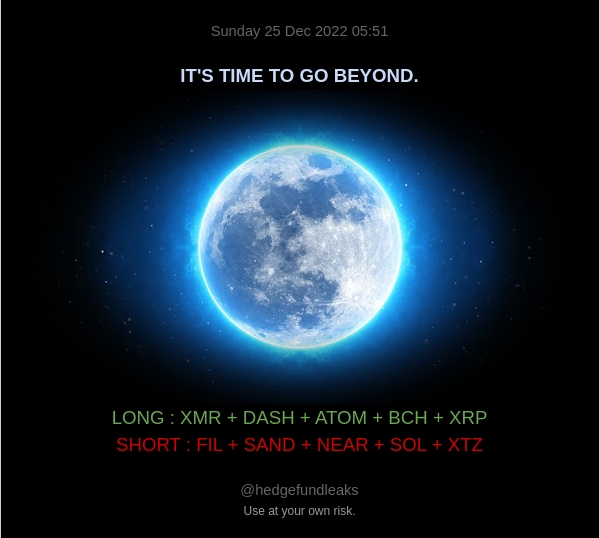 Sunday 25 Dec 2022 05:51
IT'S TIME TO GO BEYOND.
LONG : XMR + DASH + ATOM + BCH + XRP
SHORT : FIL + SAND + NEAR + SOL + XTZ
@hedgefundleaks
Use at your own risk.